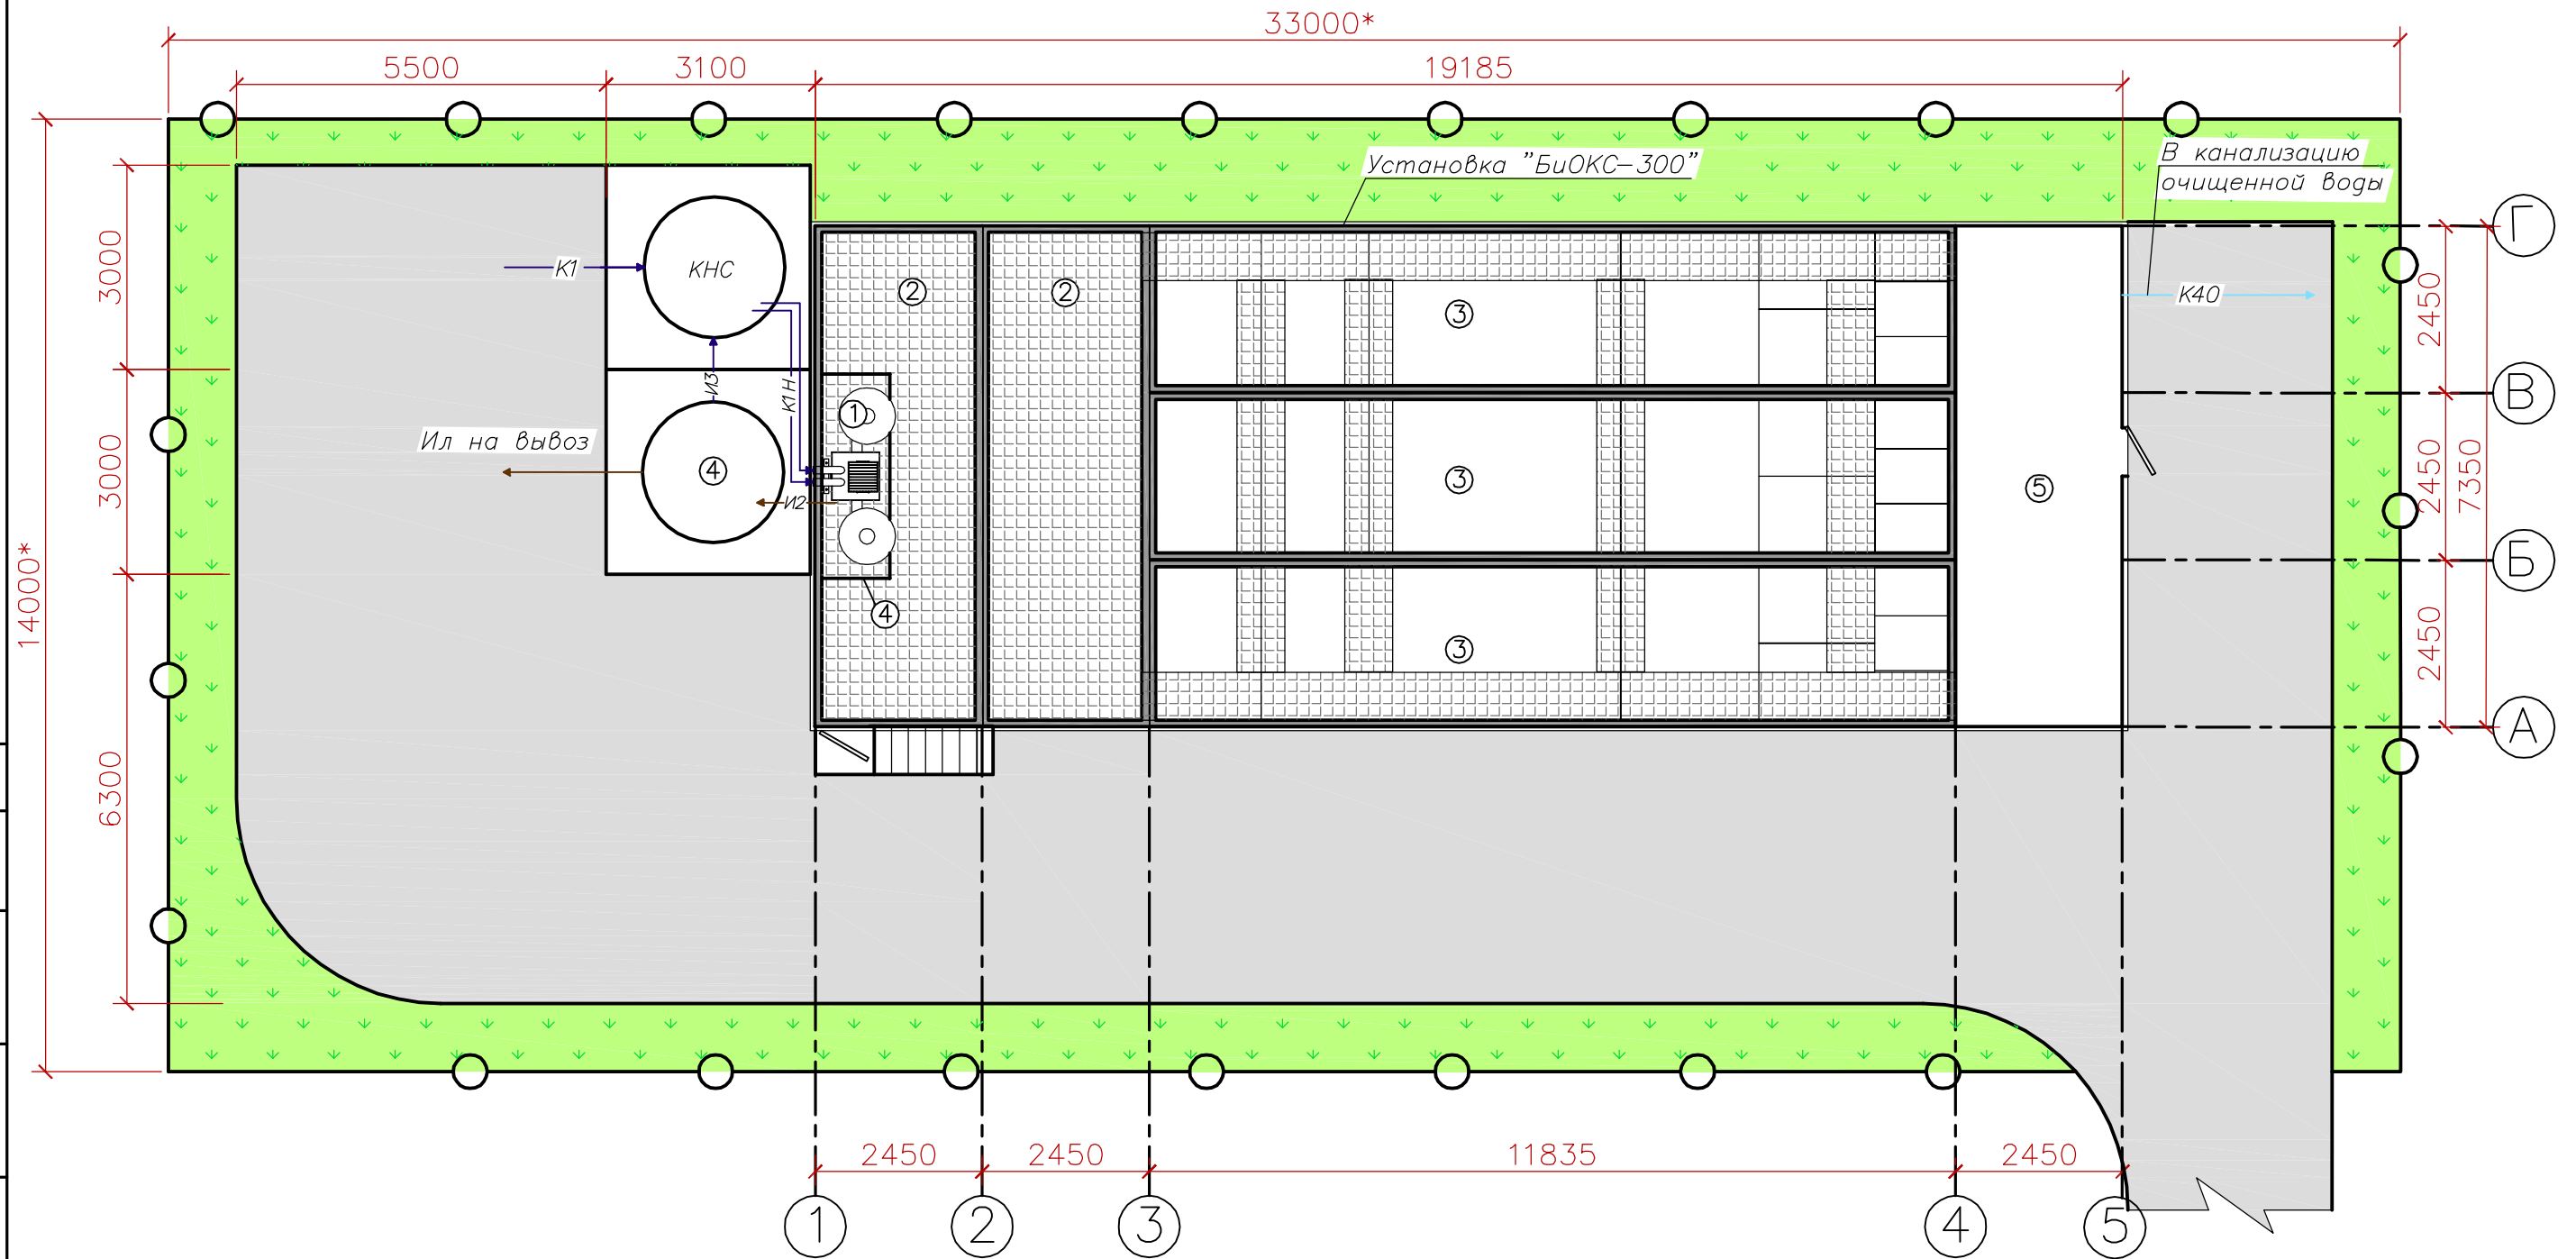 33000*
5500
3100
19185
Установка "БиОКС-300"
В канализацию
очищенной воды
Г
3000
К1
КНС
2
2
3
К40
2450
И3
К1Н
1
В
Ил на вывоз
3000
4
И2
3
5
2450
7350
14000*
4
Б
3
2450
А
6300
2450
2450
11835
2450
1
2
3
4
5